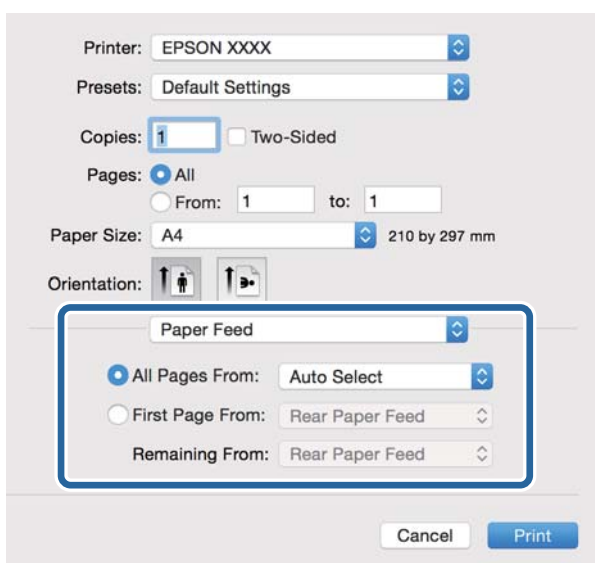 Printer: EPSON XXXX
Presets: Default Settings
Copies: 1 Two-Sided
Pages: All
From: 1 to: 1
Paper Size: A4 210 by 297 mm
Orientation:
Paper Feed
All Pages From: Auto Select
First Page From: Rear Paper Feed
Remaining From: Rear Paper Feed
Cancel Print